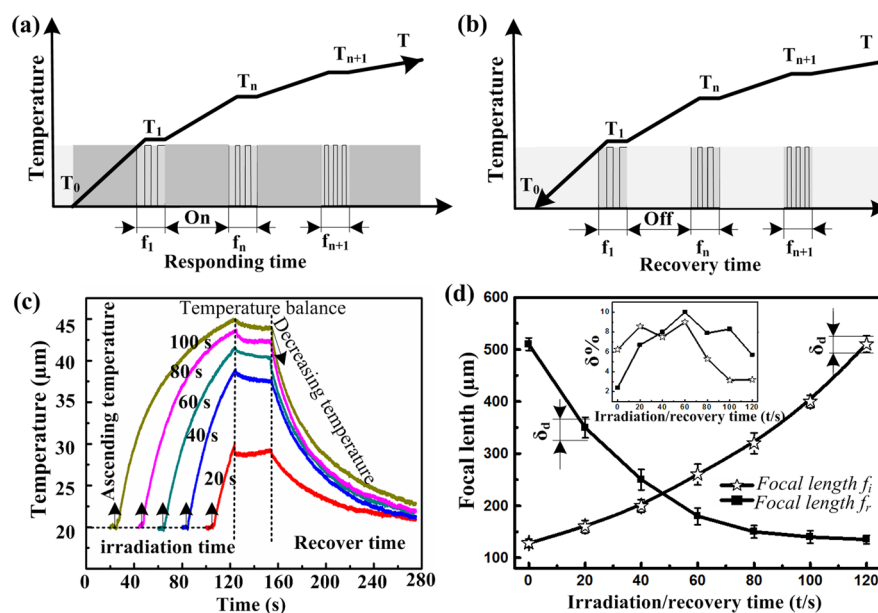 (a)
Temperature
T0
T1
Tn
Tn+1
T
On
f1
fn
fn+1
Responding time
(b)
Temperature
T0
T1
Tn
Tn+1
T
Off
f1
fn
fn+1
Recovery time
(c)
Temperature (μm)
45
40
35
30
25
20
Temperature balance
Ascending temperature
Decreasing temperature
100 s
80 s
60 s
40 s
20 s
irradiation time
Recover time
0 40 80 120 160 200 240 280
Time (s)
(d)
Focal lenth (μm)
600
500
400
300
200
100
δd
δd
δ%
10
8
6
4
2
0 20 40 60 80 100 120
Irradiation/recovery time (t/s)
Focal length fi
Focal length fr
0 20 40 60 80 100 120
Irradiation/recovery time (t/s)